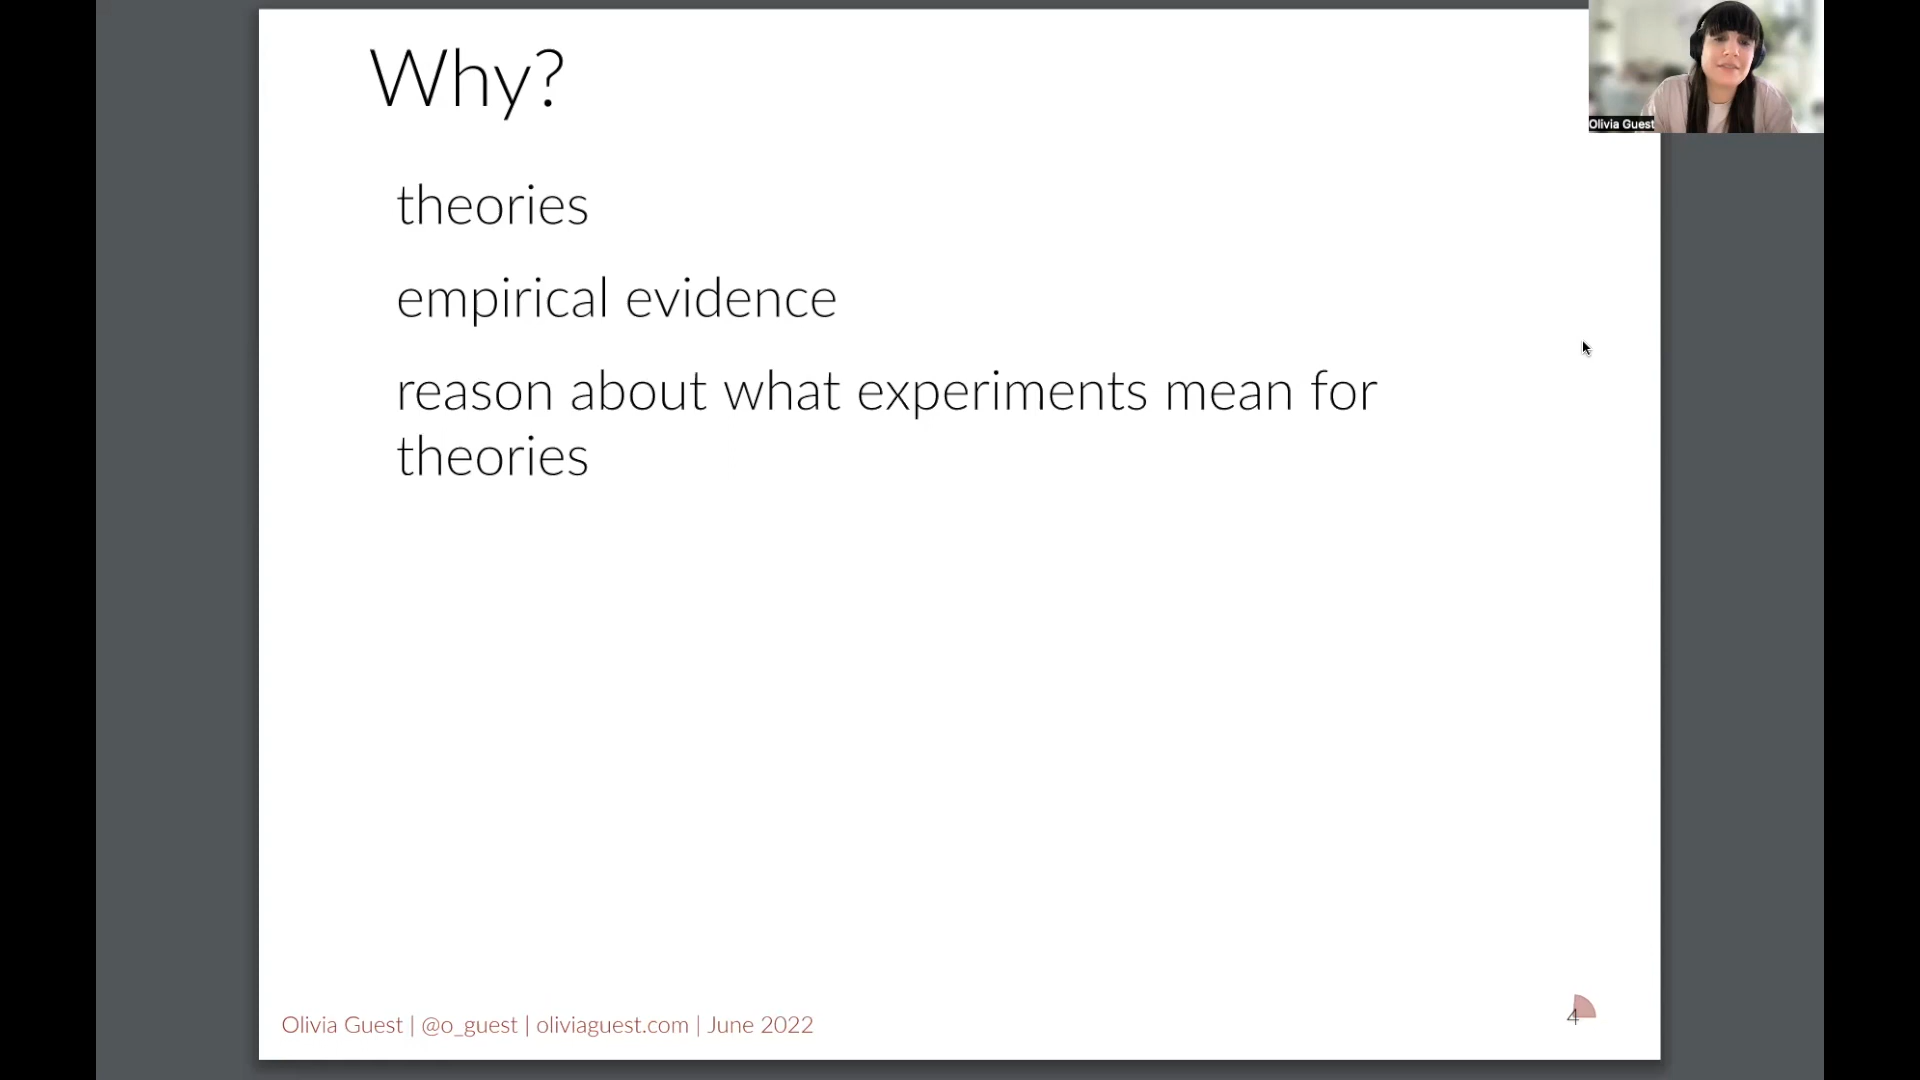 Why?
Olivia Guest
theories
empirical evidence
reason about what experiments mean for
theories
Olivia Guest | @o_guest | oliviaguest.com | June 2022
4